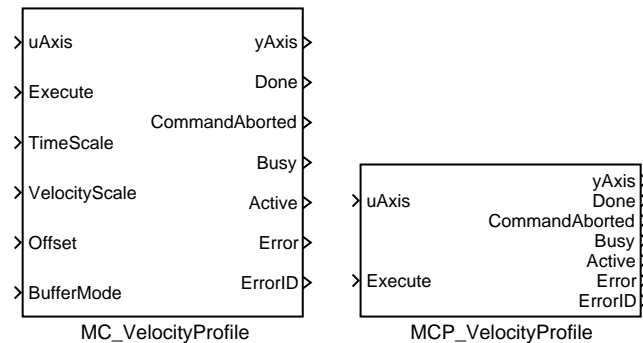 uAxis
Execute
TimeScale
VelocityScale
Offset
BufferMode
yAxis
Done
CommandAborted
Busy
Active
Error
ErrorID
MC_VelocityProfile
uAxis
Execute
yAxis
Done
CommandAborted
Busy
Active
Error
ErrorID
MCP_VelocityProfile